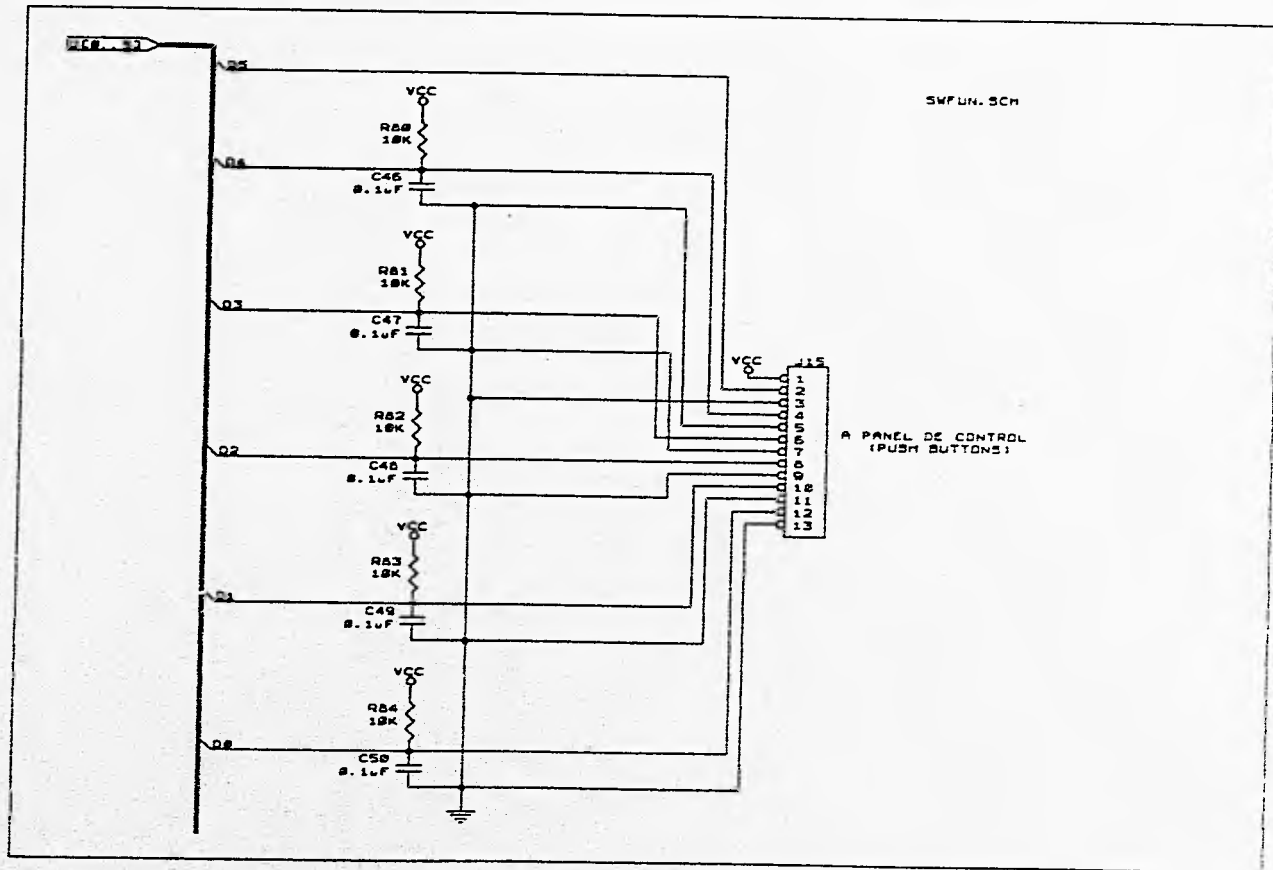 D5
SWFUN.SCH
VCC
R80
10K
D4
C46
0.1uF
VCC
R81
10K
D3
C47
0.1uF
VCC
J15
1
2
3
4
5
6
7
8
9
10
11
12
13
A PANEL DE CONTROL
(PUSH BUTTONS)
VCC
R82
10K
D2
C48
0.1uF
VCC
R83
10K
D1
C49
0.1uF
VCC
R84
10K
D0
C50
0.1uF